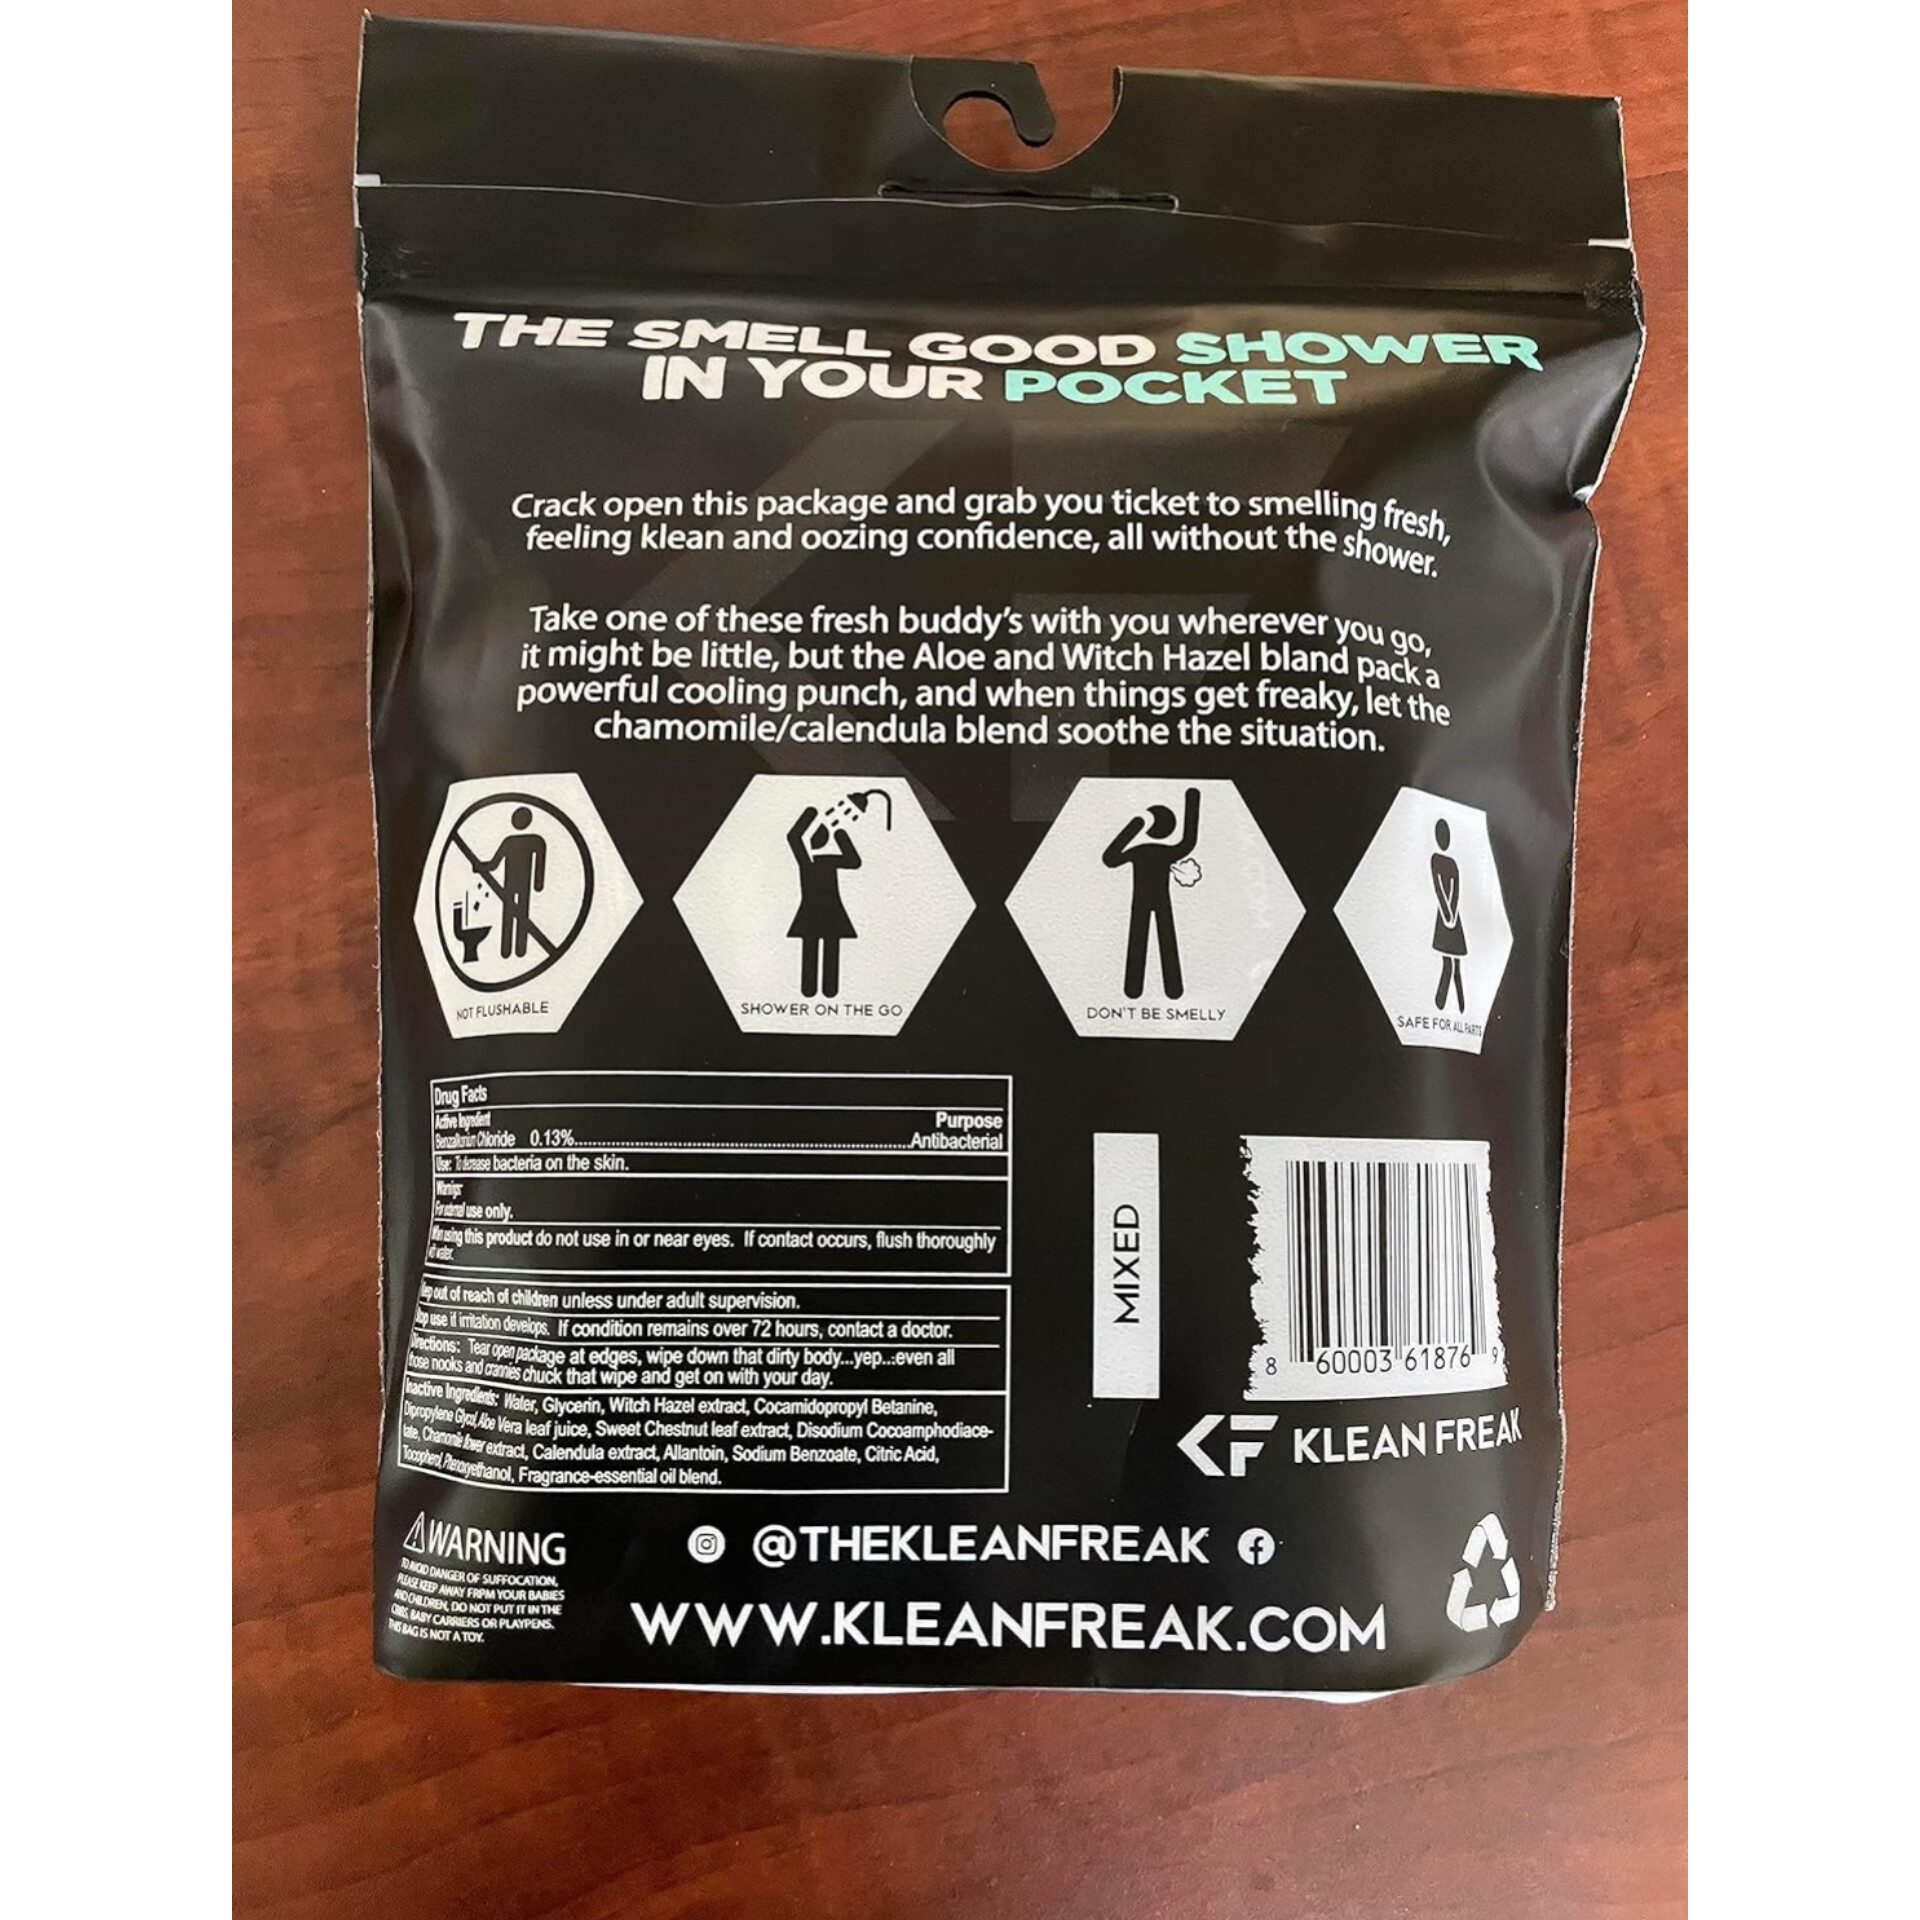 THE SMELL GOOD SHOWER
IN YOUR POCKET
Crack open this package and grab you ticket to smelling fresh,
feeling klean and oozing confidence, all without the shower.
Take one of these fresh buddy's with you wherever you go,
it might be little, but the Aloe and Witch Hazel bland pack a
powerful cooling punch, and when things get freaky, let the
chamomile/calendula blend soothe the situation.
NOT FLUSHABLE
SHOWER ON THE GO
DON'T BE SMELLY
SAFE FOR ALL PARTS
Drug Facts
Active Ingredient Purpose
Benzalkonium Chloride 0.13%..........Antibacterial
Use: To decrease bacteria on the skin.
For external use only.
When using this product do not use in or near eyes. If contact occurs, flush thoroughly
with water.
Keep out of reach of children unless under adult supervision.
Stop use if irritation develops. If condition remains over 72 hours, contact a doctor.
Directions: Tear open package at edges, wipe down that dirty body...yep...:even all
those nooks and crannies chuck that wipe and get on with your day.
Inactive Ingredients: Water, Glycerin, Witch Hazel extract, Cocamidopropyl Betanine,
Dipropylene Glycol, Aloe Vera leaf juice, Sweet Chestnut leaf extract, Disodium Cocoamphodiace-
tate, Chamomile flower extract, Calendula extract, Allantoin, Sodium Benzoate, Citric Acid,
Tocopherol, Phenoxyethanol, Fragrance-essential oil blend.
MIXED
8 60003 61876 9
KF KLEAN FREAK
WARNING
TO AVOID DANGER OF SUFFOCATION,
PLEASE KEEP AWAY FRPM YOUR BABIES
AND CHILDREN, DO NOT PUT IT IN THE
CRIBS, BABY CARRIERS OR PLAYPENS.
THIS BAG IS NOT A TOY.
@THEKLEANFREAK
WWW.KLEANFREAK.COM